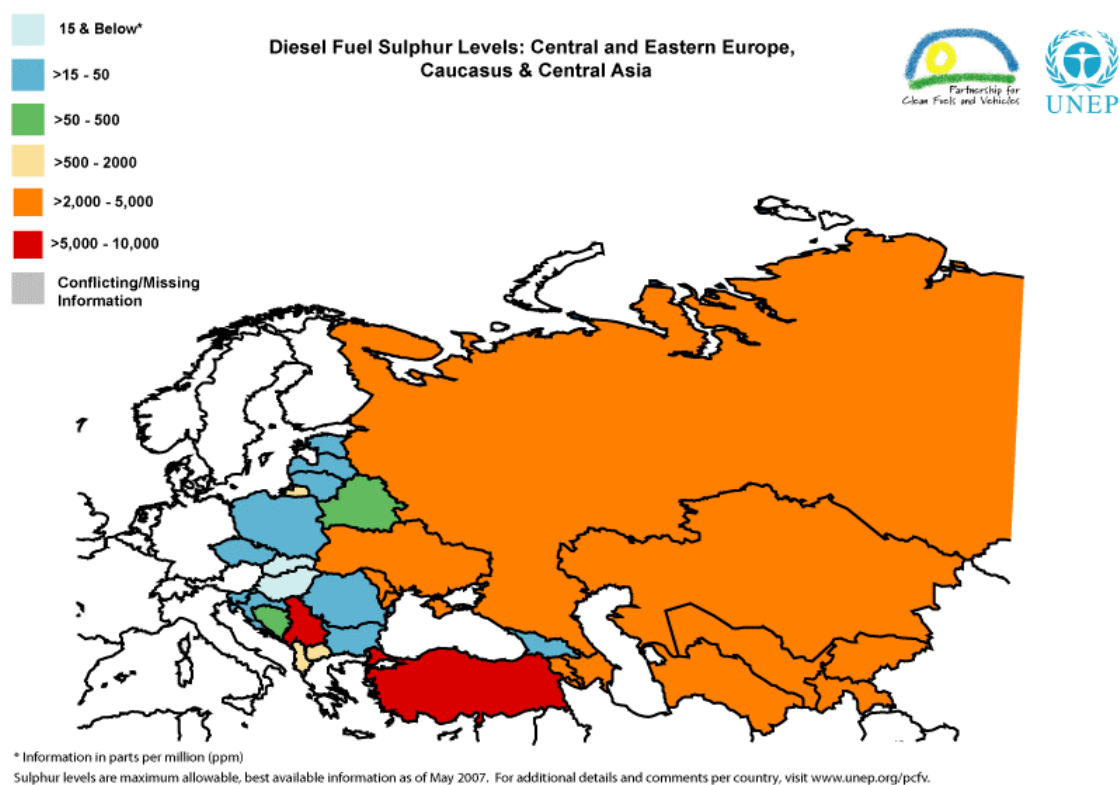 15 & Below*
>15 - 50
>50 - 500
>500 - 2000
>2,000 - 5,000
>5,000 - 10,000
Conflicting/Missing
Information
Diesel Fuel Sulphur Levels: Central and Eastern Europe,
Caucasus & Central Asia
Partnership for
Clean Fuels and Vehicles
UNEP
* Information in parts per million (ppm)
Sulphur levels are maximum allowable, best available information as of May 2007. For additional details and comments per country, visit www.unep.org/pcfv.